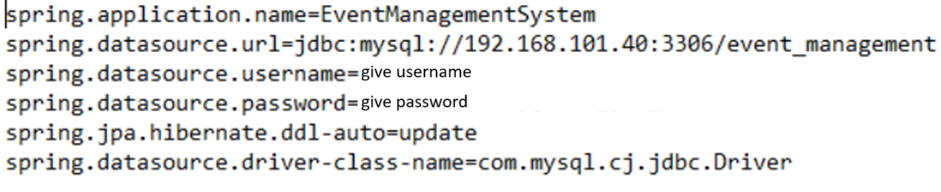 spring.application.name=EventManagementSystem
spring.datasource.url=jdbc:mysql://192.168.101.40:3306/event_management
spring.datasource.username=give username
spring.datasource.password=give password
spring.jpa.hibernate.ddl-auto=update
spring.datasource.driver-class-name=com.mysql.cj.jdbc.Driver